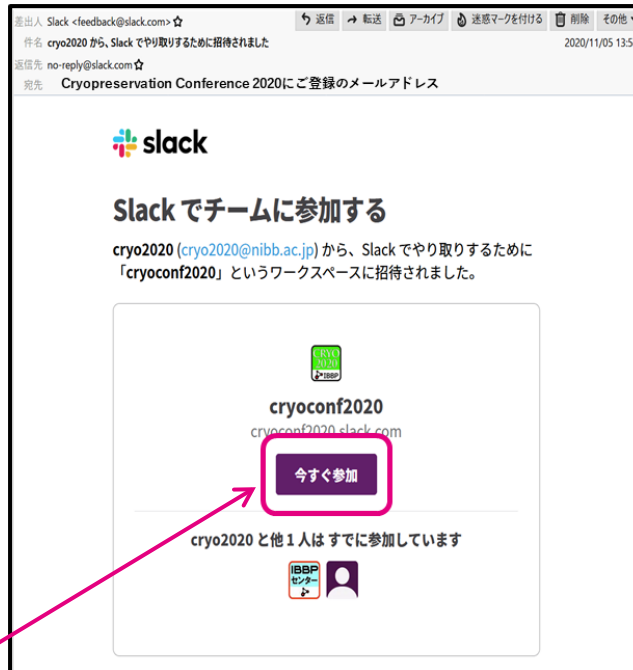 差出人 Slack <feedback@slack.com> 返信 転送 アーカイブ 迷惑マークを付ける 削除 その他
件名 cryo2020 から、Slack でやり取りするために招待されました 2020/11/05 13:5
返信先 no-reply@slack.com
宛先 Cryopreservation Conference 2020にご登録のメールアドレス
slack
Slack でチームに参加する
cryo2020 (cryo2020@nibb.ac.jp) から、Slack でやり取りするために
「cryoconf2020」というワークスペースに招待されました。
CRYO
2020
IBBP
cryoconf2020
cryoconf2020.slack.com
今すぐ参加
cryo2020 と他 1 人は すでに参加しています
IBBP
センター